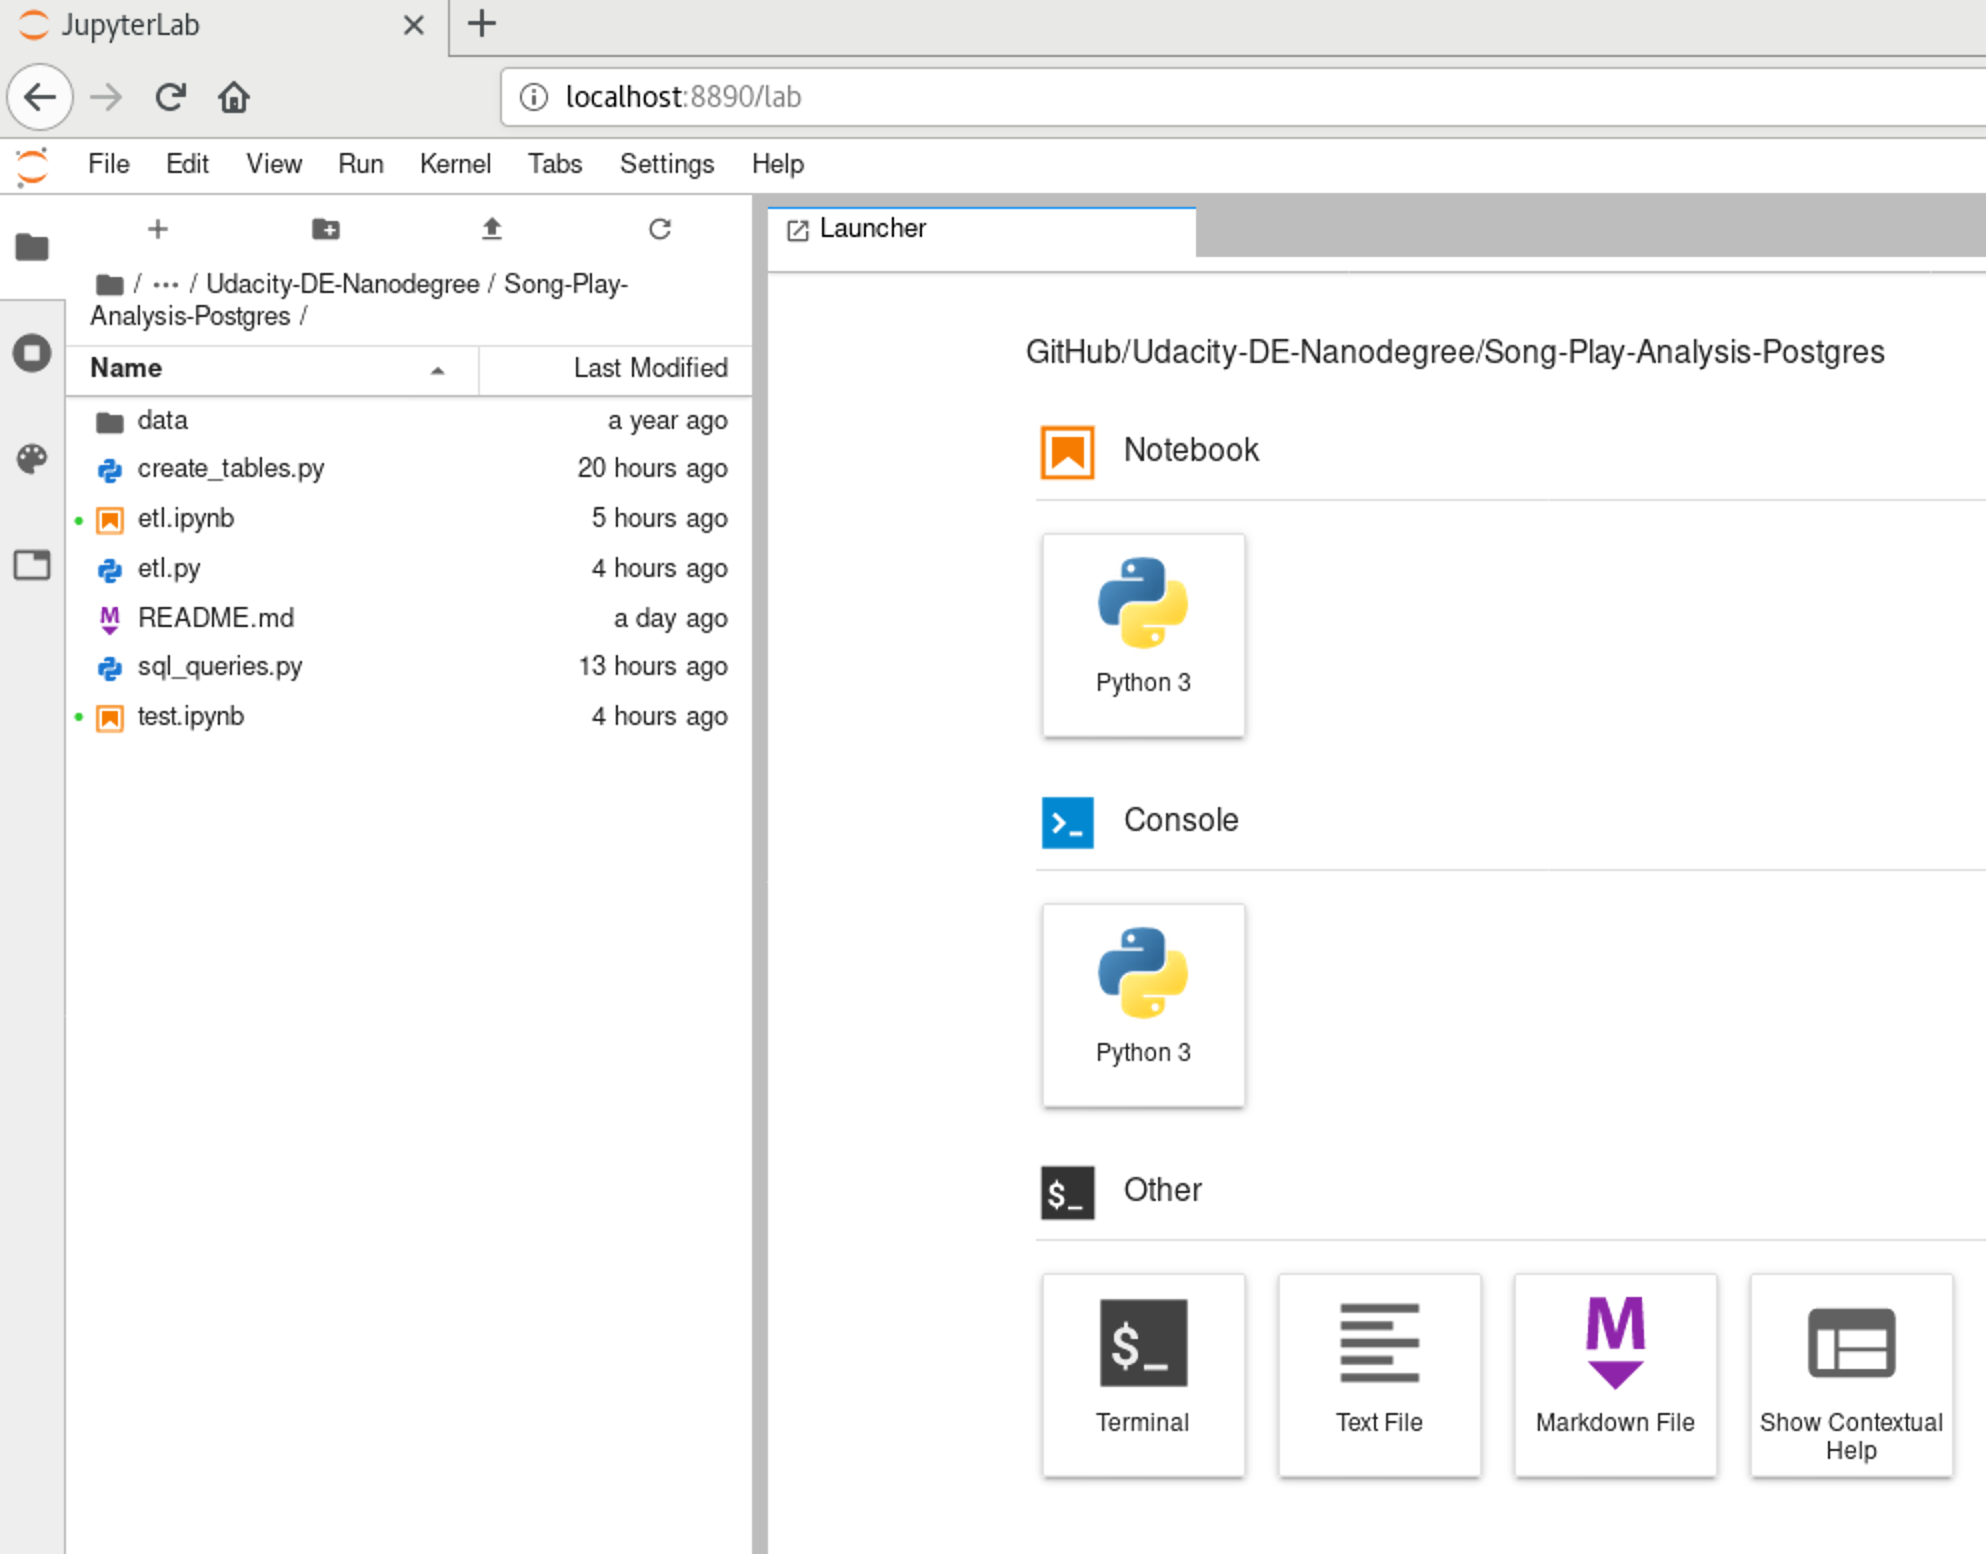 JupyterLab
localhost:8890/lab
File Edit View Run Kernel Tabs Settings Help
/ ··· / Udacity-DE-Nanodegree / Song-Play-
Analysis-Postgres /
Name Last Modified
data a year ago
create_tables.py 20 hours ago
etl.ipynb 5 hours ago
etl.py 4 hours ago
README.md a day ago
sql_queries.py 13 hours ago
test.ipynb 4 hours ago
Launcher
GitHub/Udacity-DE-Nanodegree/Song-Play-Analysis-Postgres
Notebook
Python 3
Console
Python 3
$_ Other
$_
M
Terminal Text File Markdown File Show Contextual
Help